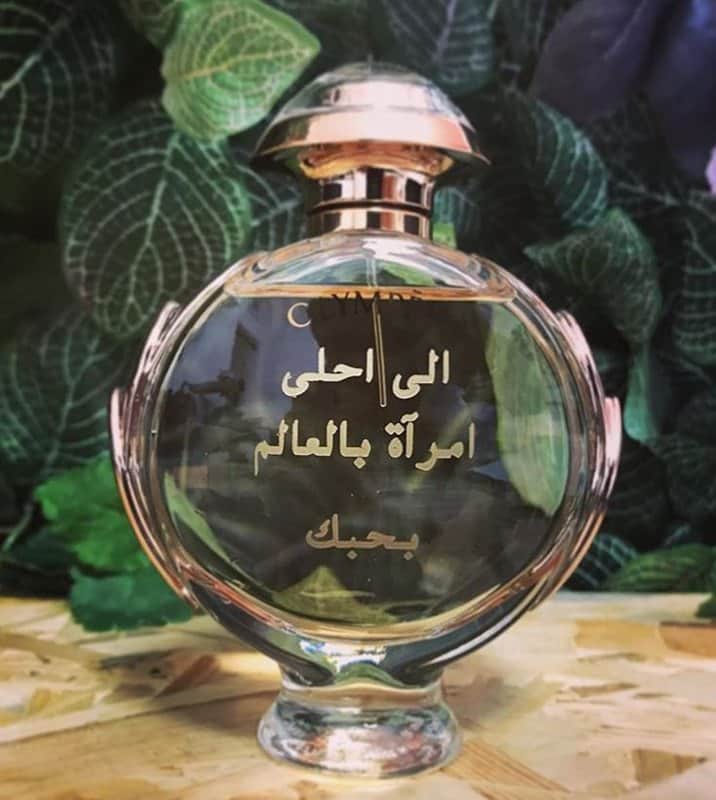 الى احلى
امرآة بالعالم
بحبك